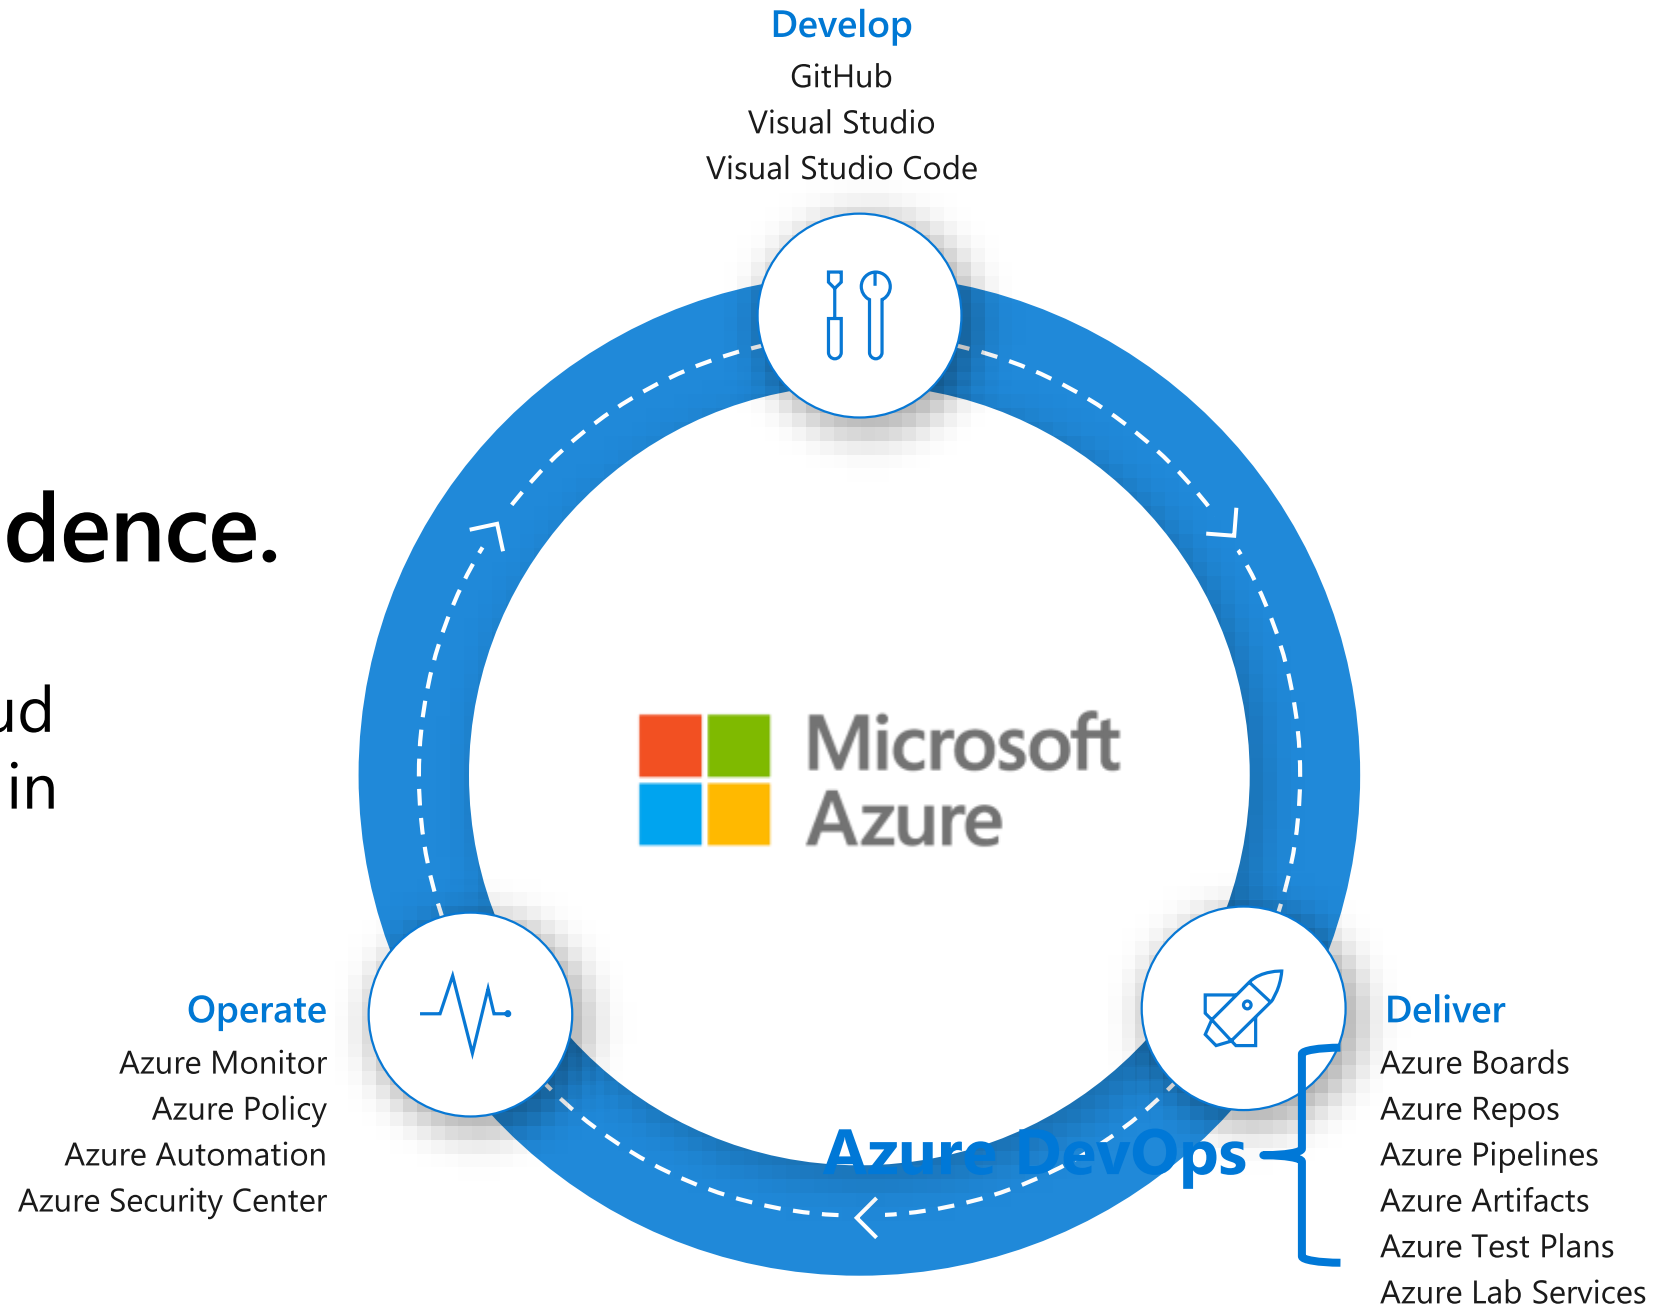 Develop
GitHub
Visual Studio
Visual Studio Code
dence.
ud
in
Microsoft
Azure
Operate
Azure Monitor
Azure Policy
Azure Automation
Azure Security Center
Azure DevOps
Deliver
Azure Boards
Azure Repos
Azure Pipelines
Azure Artifacts
Azure Test Plans
Azure Lab Services